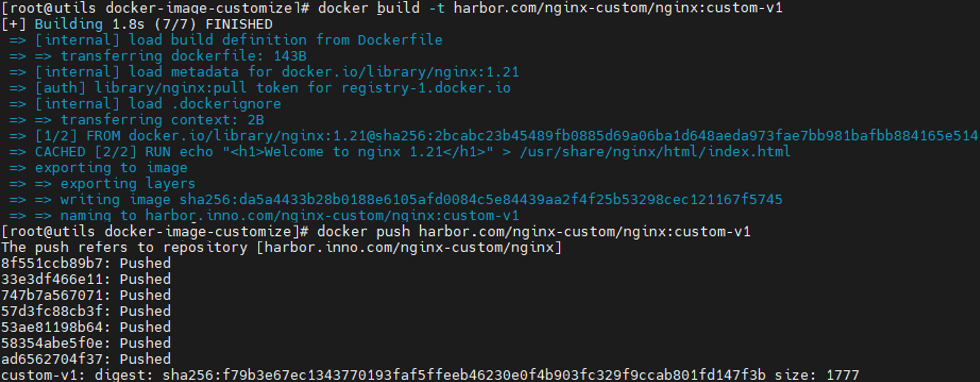 [root@utils docker-image-customize]# docker build -t harbor.com/nginx-custom/nginx:custom-v1
[+] Building 1.8s (7/7) FINISHED
=> [internal] load build definition from Dockerfile
=> => transferring dockerfile: 143B
=> [internal] load metadata for docker.io/library/nginx:1.21
=> [auth] library/nginx:pull token for registry-1.docker.io
=> [internal] load .dockerignore
=> => transferring context: 2B
=> [1/2] FROM docker.io/library/nginx:1.21@sha256:2bcabc23b45489fb0885d69a06ba1d648aeda973fae7bb981bafbb884165e514
=> CACHED [2/2] RUN echo "<h1>Welcome to nginx 1.21</h1>" > /usr/share/nginx/html/index.html
=> exporting to image
=> => exporting layers
=> => writing image sha256:da5a4433b28b0188e6105afd0084c5e84439aa2f4f25b53298cec121167f5745
=> => naming to harbor.inno.com/nginx-custom/nginx:custom-v1
[root@utils docker-image-customize]# docker push harbor.com/nginx-custom/nginx:custom-v1
The push refers to repository [harbor.inno.com/nginx-custom/nginx]
8f551ccb89b7: Pushed
33e3df466e11: Pushed
747b7a567071: Pushed
57d3fc88cb3f: Pushed
53ae81198b64: Pushed
58354abe5f0e: Pushed
ad6562704f37: Pushed
custom-v1: digest: sha256:f79b3e67ec1343770193faf5ffeeb46230e0f4b903fc329f9ccab801fd147f3b size: 1777